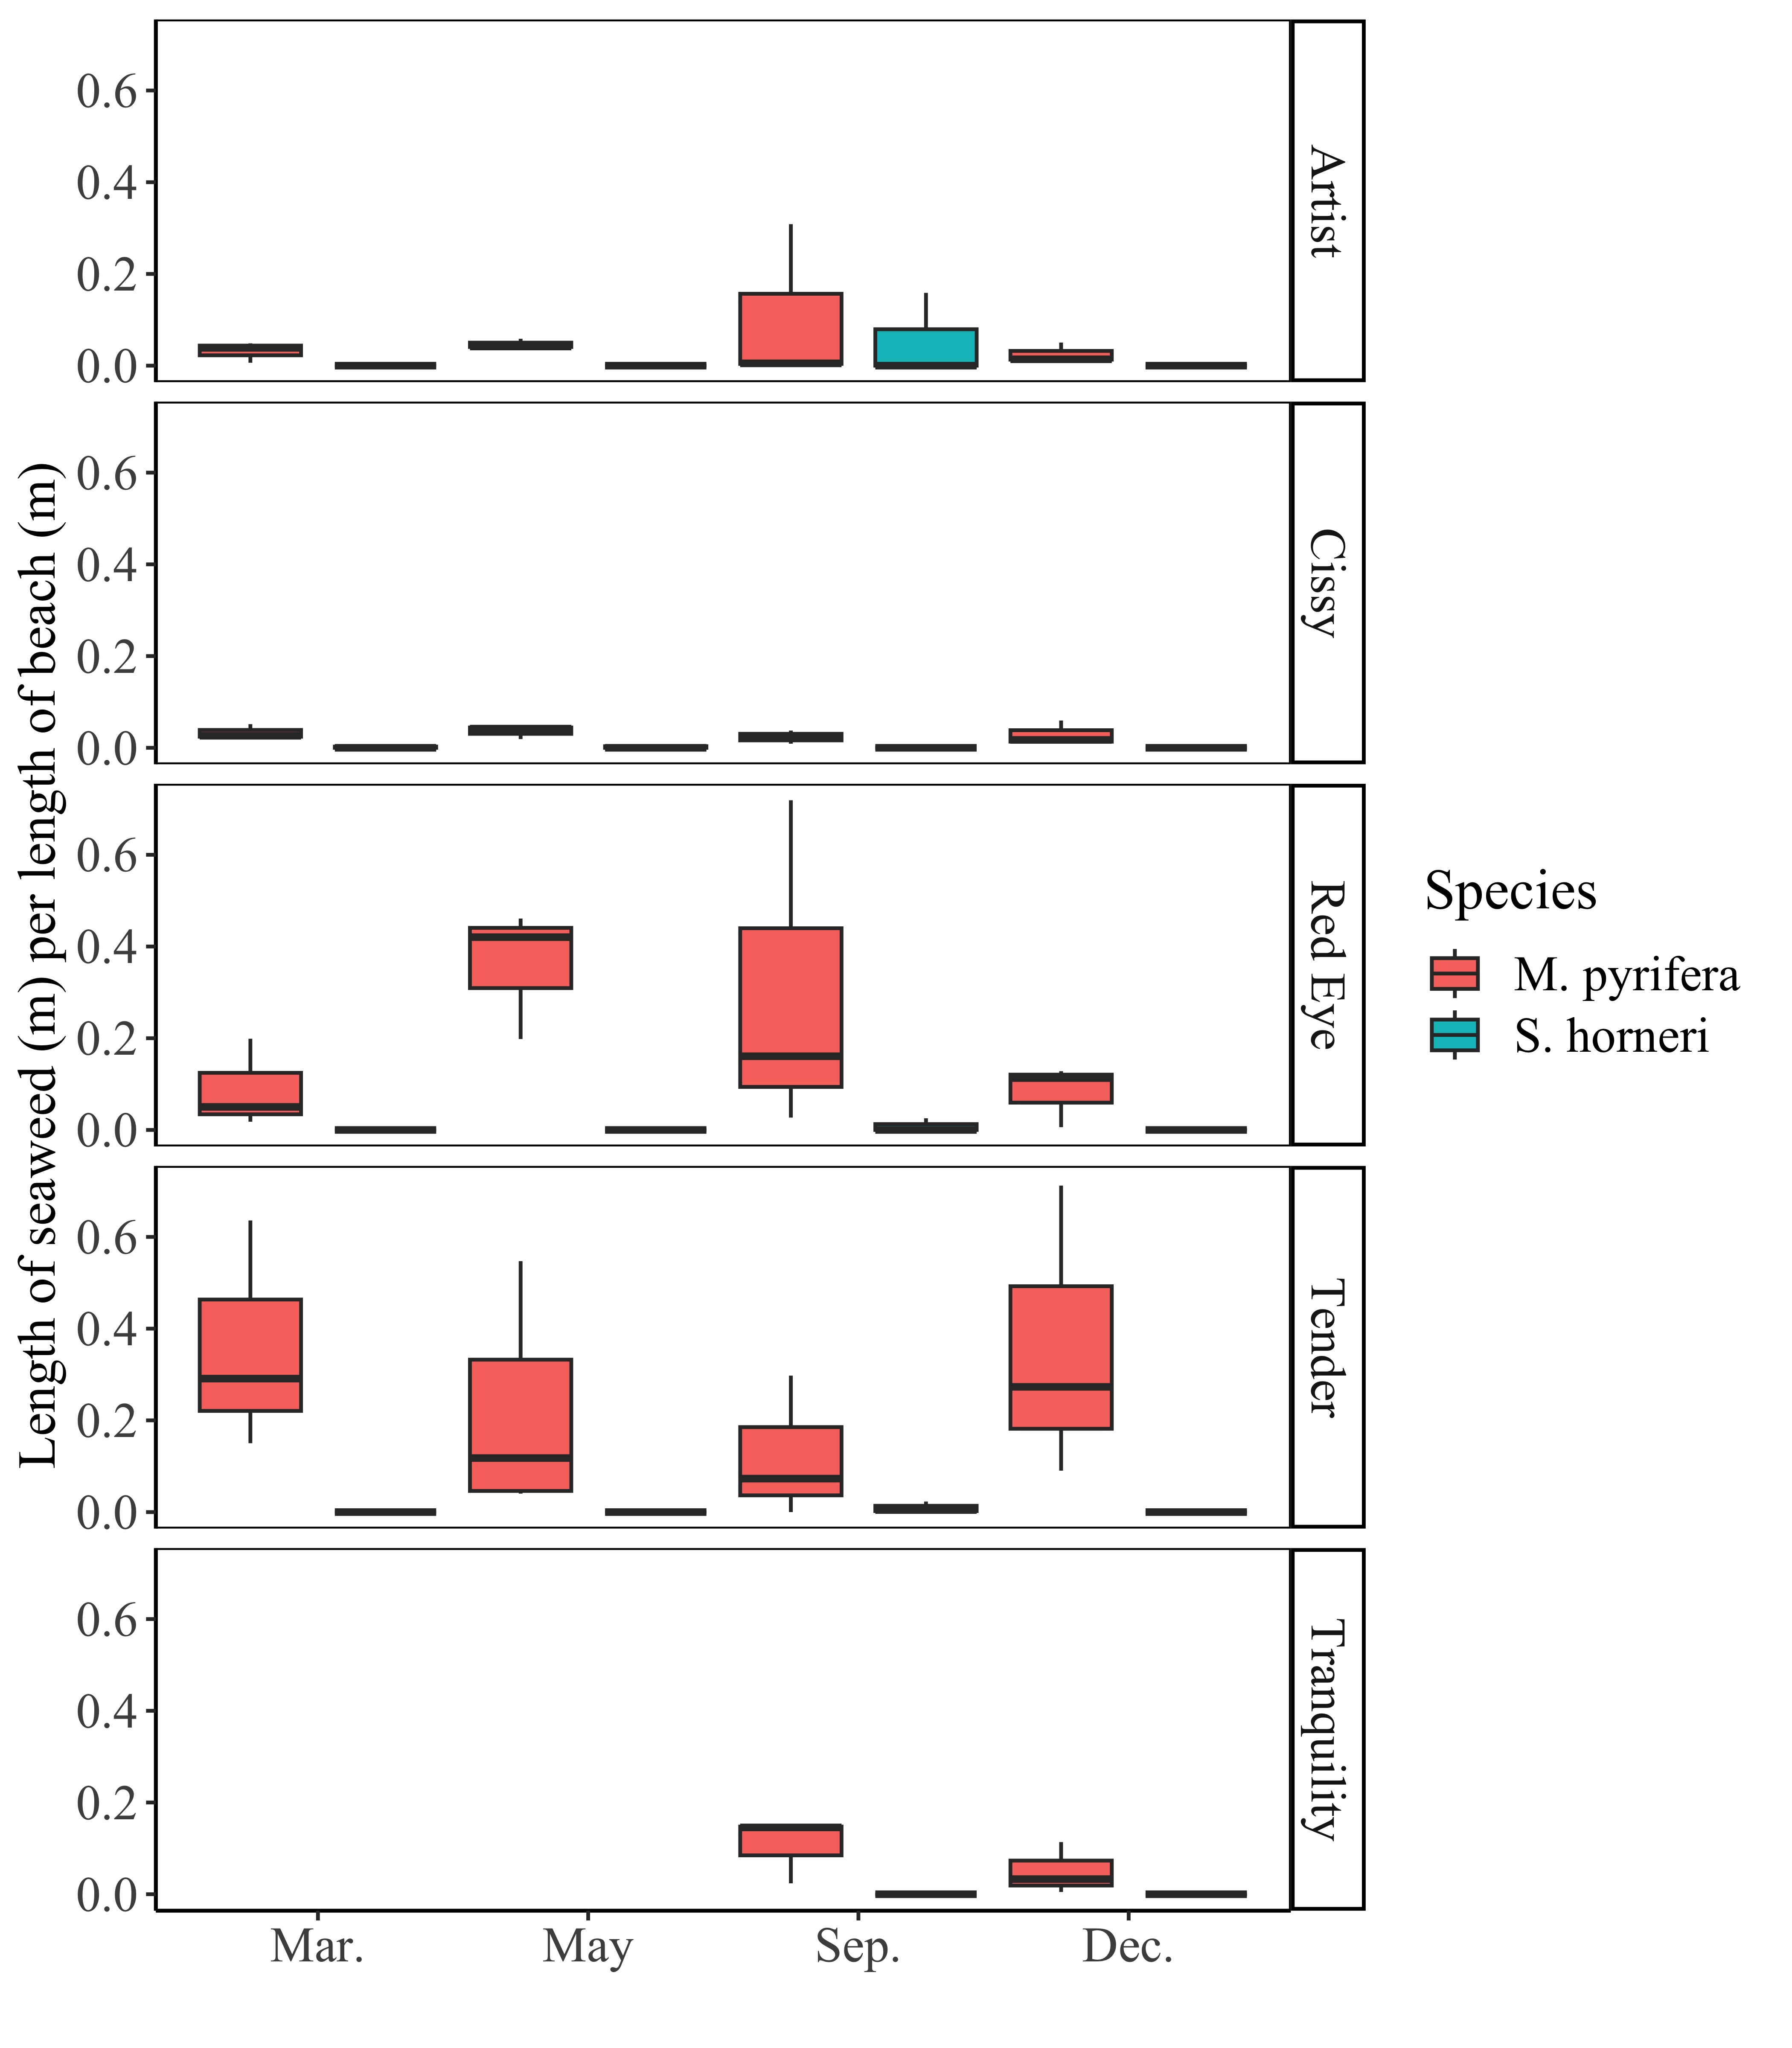 Length of seaweed (m) per length of beach (m)
0.6
0.4
0.2
0.0
Artist
0.6
0.4
0.2
0.0
Cissy
0.6
0.4
0.2
0.0
Red Eye
0.6
0.4
0.2
0.0
Tender
0.6
0.4
0.2
0.0
Tranquility
Mar. May Sep. Dec.
Species
M. pyrifera
S. horneri